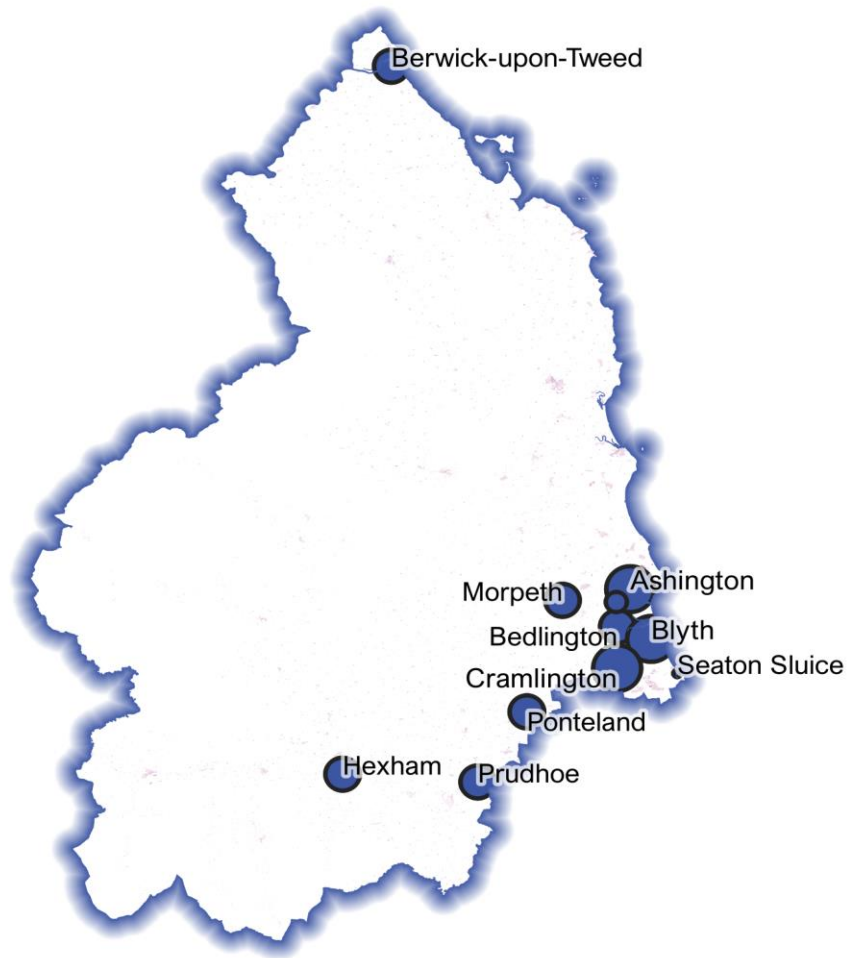 Berwick-upon-Tweed
Ashington
Morpeth
Bedlington
Blyth
Seaton Sluice
Cramlington
Ponteland
Hexham
Prudhoe